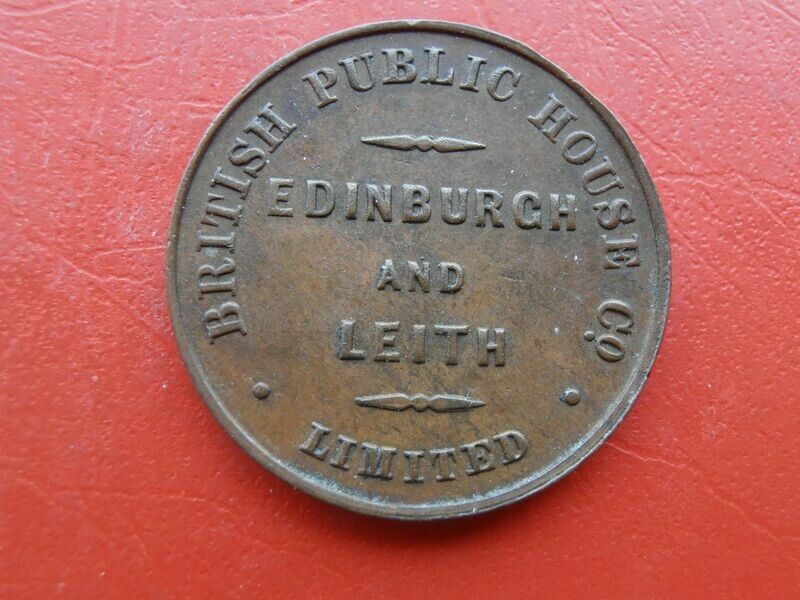 BRITISH PUBLIC HOUSE Co
EDINBURGH
AND
LEITH
LIMITED